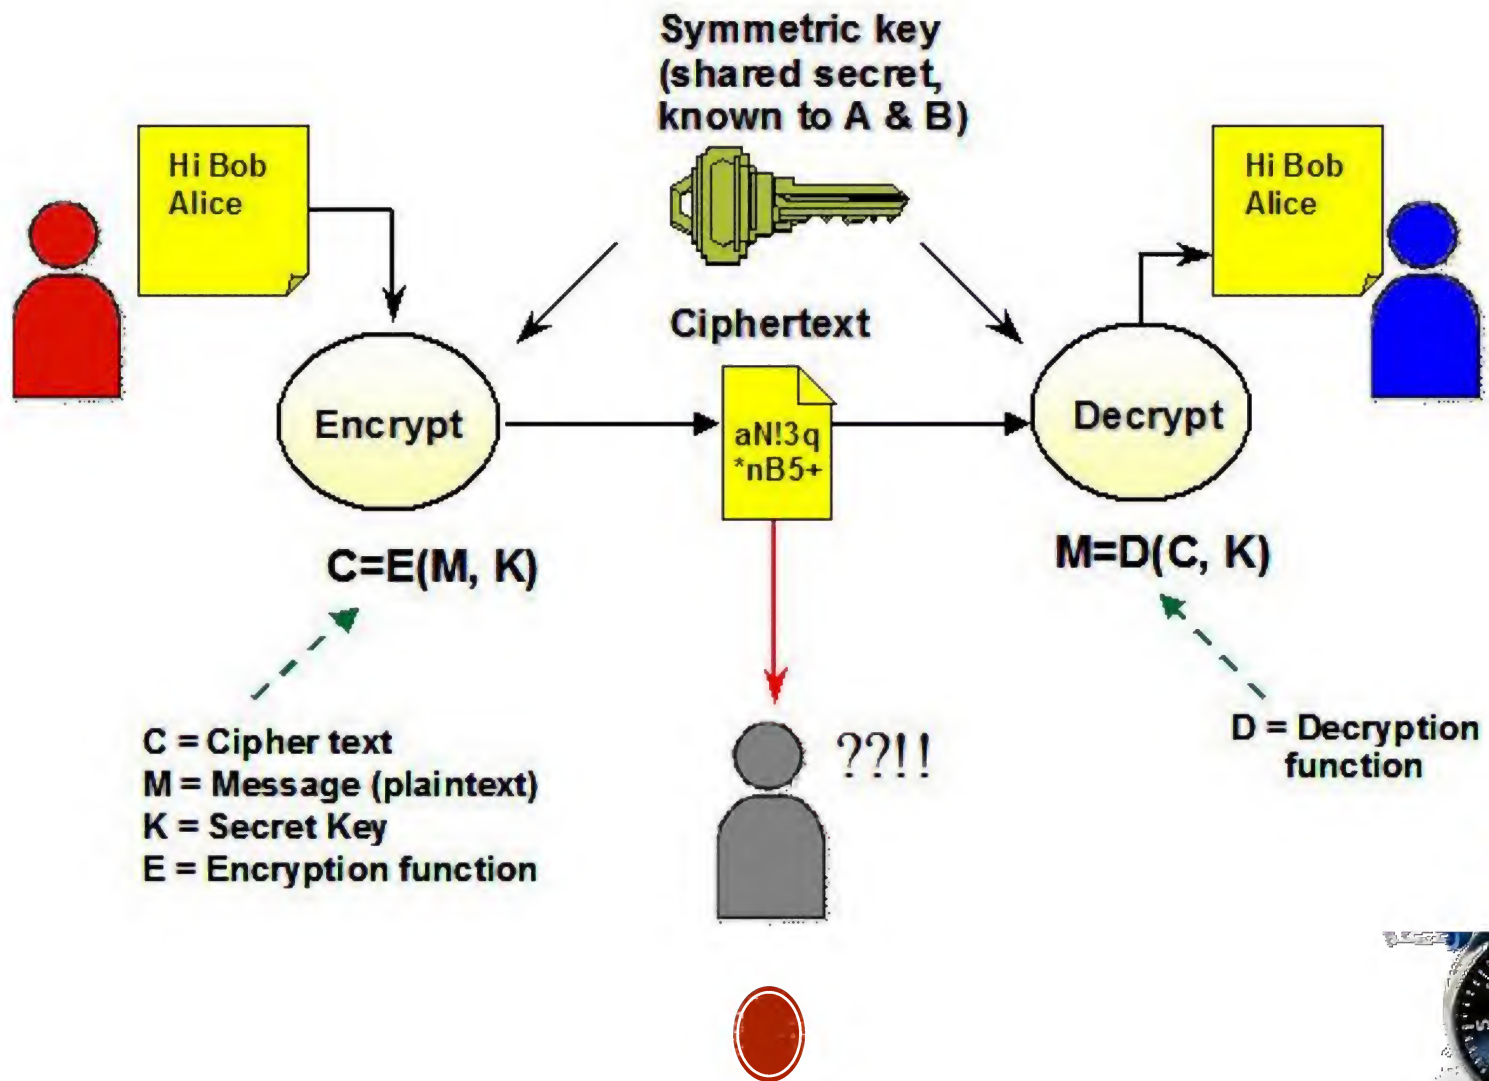 Symmetric key
(shared secret,
known to A & B)
Hi Bob
Alice
Hi Bob
Alice
Ciphertext
Encrypt
aN!3q
*nB5+
Decrypt
C=E(M, K)
M=D(C, K)
C = Cipher text
M = Message (plaintext)
K = Secret Key
E = Encryption function
??!!
D = Decryption
function